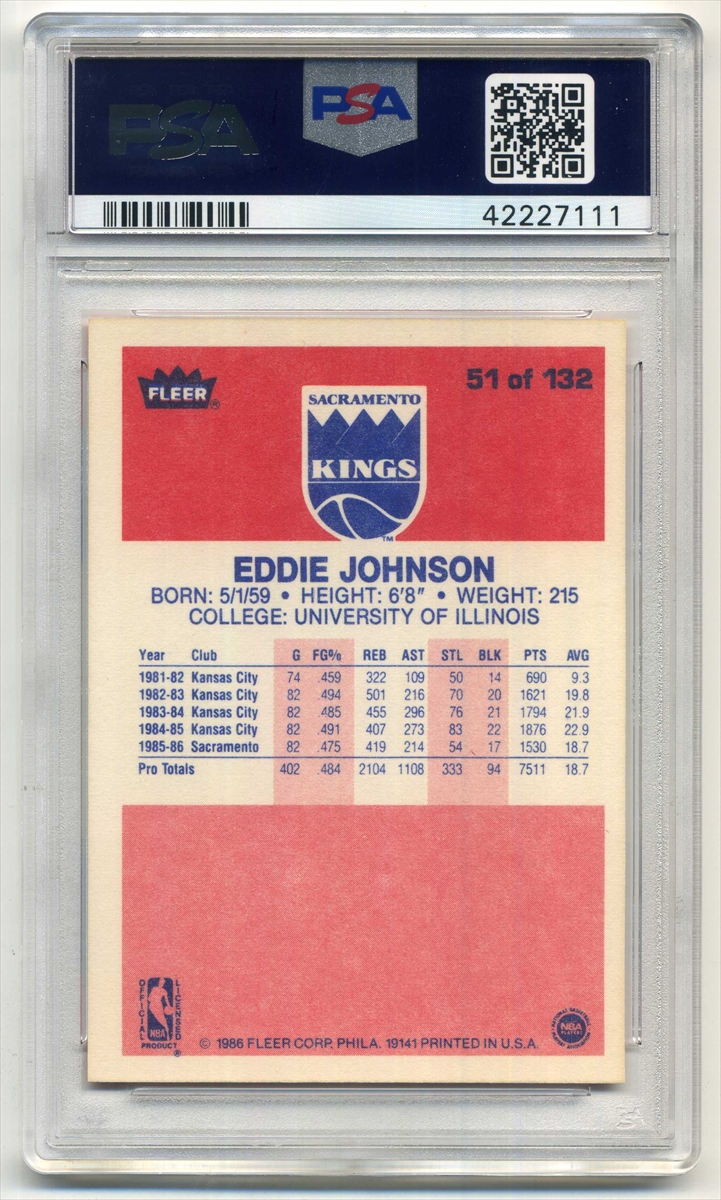 PSA
PSA
42227111
FLEER®
51 of 132
SACRAMENTO
KINGS
™
EDDIE JOHNSON
BORN: 5/1/59 • HEIGHT: 6'8" • WEIGHT: 215
COLLEGE: UNIVERSITY OF ILLINOIS
Year Club G FG% REB AST STL BLK PTS AVG
1981-82 Kansas City 74 .459 322 109 50 14 690 9.3
1982-83 Kansas City 82 .494 501 216 70 20 1621 19.8
1983-84 Kansas City 82 .485 455 296 76 21 1794 21.9
1984-85 Kansas City 82 .491 407 273 83 22 1876 22.9
1985-86 Sacramento 82 .475 419 214 54 17 1530 18.7
Pro Totals 402 .484 2104 1108 333 94 7511 18.7
OFFICIAL
LICENSED
NBA
PRODUCT ®
© 1986 FLEER CORP. PHILA. 19141 PRINTED IN U.S.A.
NATIONAL BASKETBALL
NBA
PLAYERS
ASSOCIATION
PSA